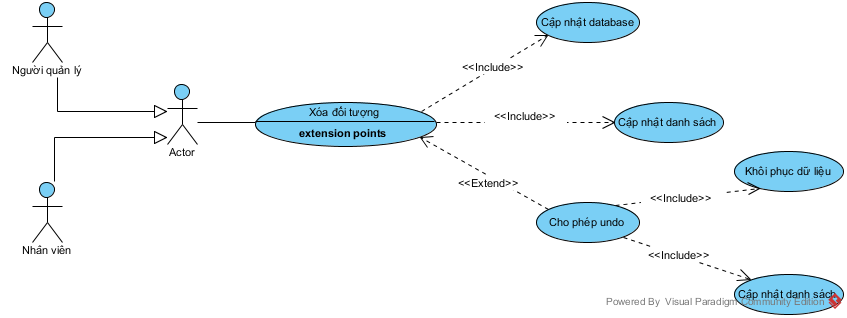 Người quản lý
Actor
Nhân viên
Xóa đối tượng
extension points
<<Include>>
Cập nhật database
<<Include>>
Cập nhật danh sách
<<Extend>>
Cho phép undo
<<Include>>
Khôi phục dữ liệu
<<Include>>
Cập nhật danh sách
Powered By Visual Paradigm Community Edition